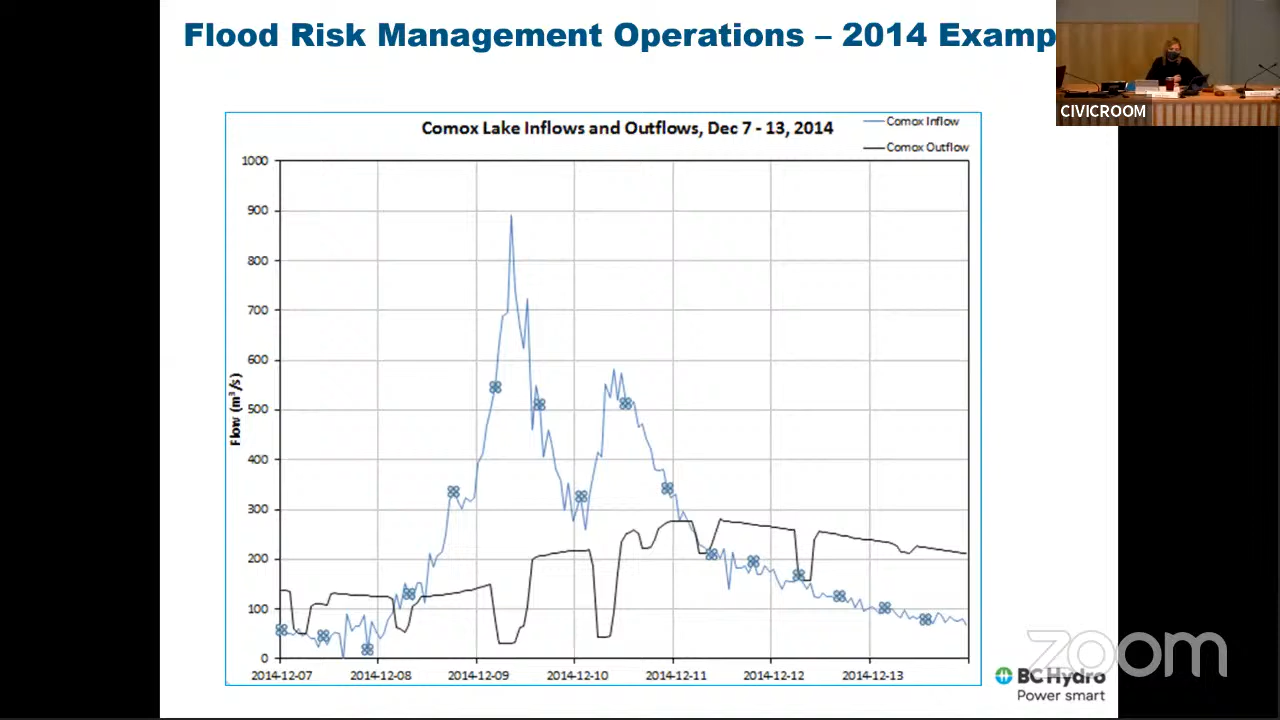 Flood Risk Management Operations – 2014 Examp
CIVICROOM
Comox Lake Inflows and Outflows, Dec 7 - 13, 2014
Comox Inflow
Comox Outflow
1000
900
800
700
600
500
400
300
200
100
0
Flow (m³/s)
2014-12-07
2014-12-08
2014-12-09
2014-12-10
2014-12-11
2014-12-12
2014-12-13
zoom
BC Hydro
Power smart